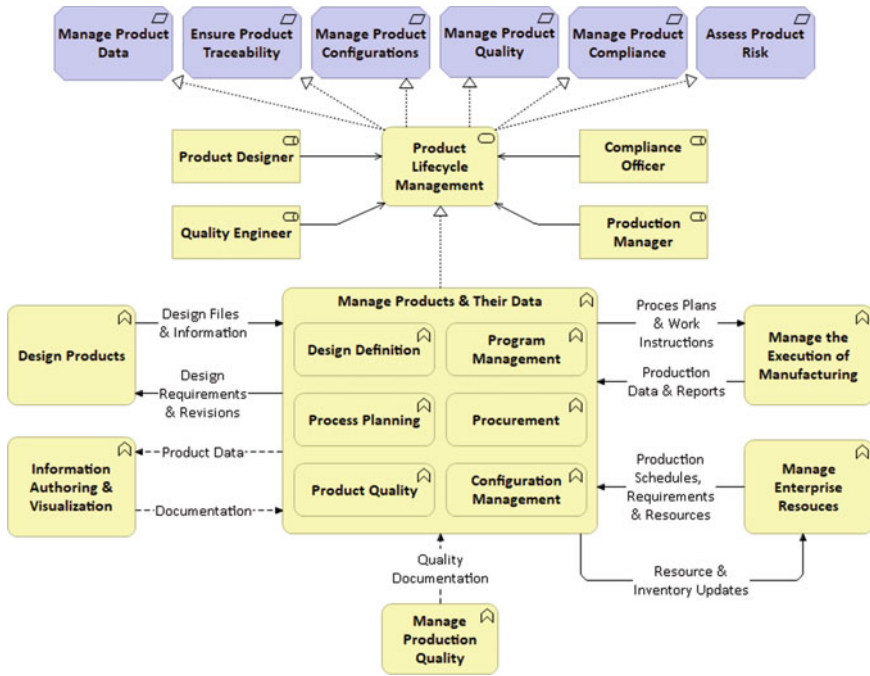 Manage Product
Data
Ensure Product
Traceability
Manage Product
Configurations
Manage Product
Quality
Manage Product
Compliance
Assess Product
Risk
Product Designer
Product
Lifecycle
Management
Compliance
Officer
Quality Engineer
Production
Manager
Manage Products & Their Data
Design Products
Design Files
& Information
Design Definition
Program
Management
Proces Plans
& Work
Instructions
Manage the
Execution of
Manufacturing
Design
Requirements
& Revisions
Production
Data & Reports
Process Planning
Procurement
Information
Authoring &
Visualization
Product Data
Documentation
Product Quality
Configuration
Management
Production
Schedules,
Requirements
& Resources
Manage
Enterprise
Resouces
Quality
Documentation
Resource &
Inventory Updates
Manage
Production
Quality